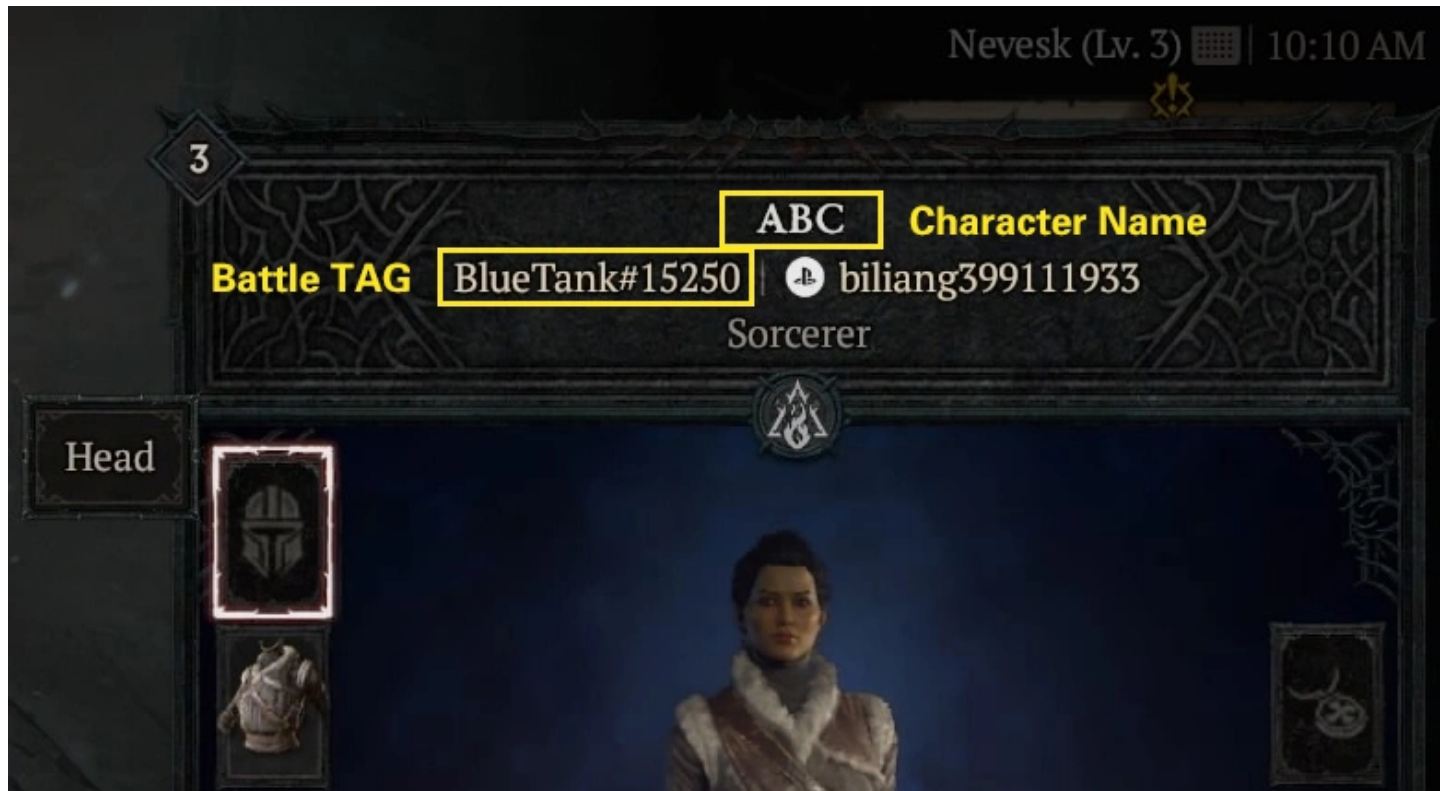 Nevesk (Lv. 3) 10:10 AM
3
ABC Character Name
Battle TAG BlueTank#15250 | biliang399111933
Sorcerer
Head